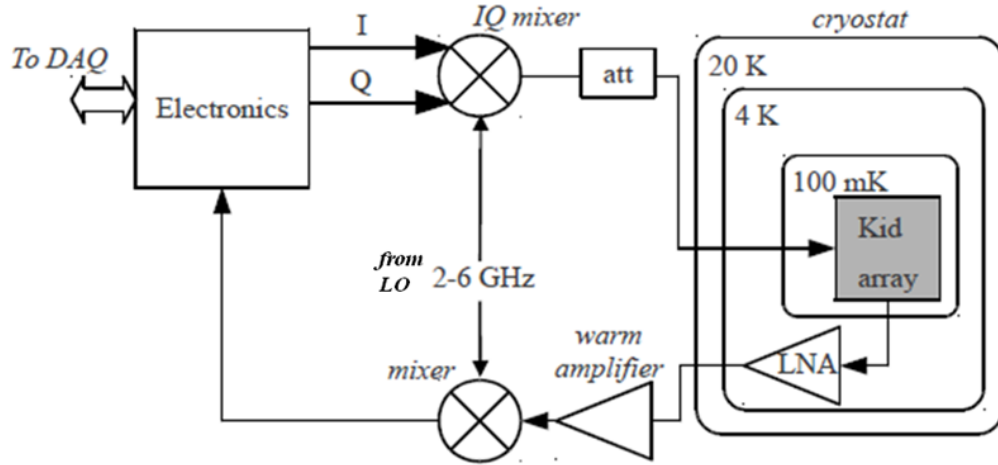 IQ mixer
cryostat
I
To DAQ
Q
att
20 K
Electronics
4 K
100 mK
Kid
array
from
LO
2-6 GHz
warm
amplifier
mixer
LNA